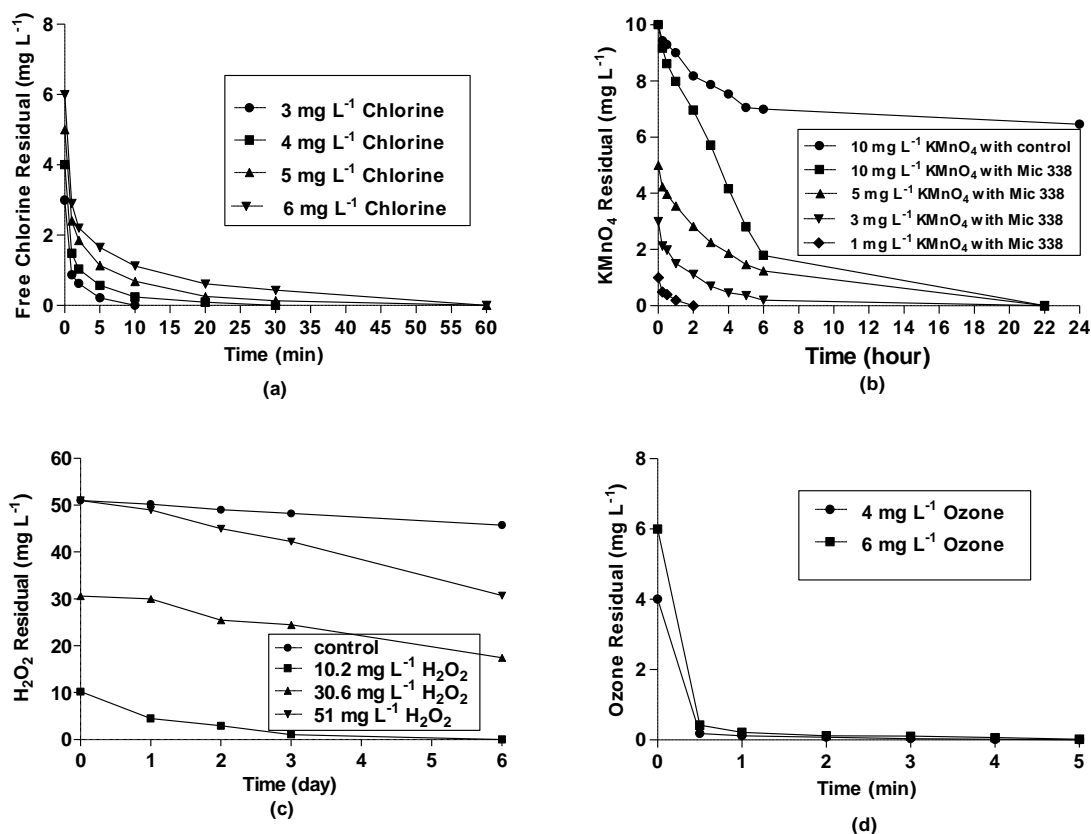 Free Chlorine Residual (mg L⁻¹)
8
6
4
2
0
0 5 10 15 20 25 30 35 40 45 50 55 60
Time (min)
3 mg L⁻¹ Chlorine
4 mg L⁻¹ Chlorine
5 mg L⁻¹ Chlorine
6 mg L⁻¹ Chlorine
(a)
KMnO₄ Residual (mg L⁻¹)
10
8
6
4
2
0
0 2 4 6 8 10 12 14 16 18 20 22 24
Time (hour)
10 mg L⁻¹ KMnO₄ with control
10 mg L⁻¹ KMnO₄ with Mic 338
5 mg L⁻¹ KMnO₄ with Mic 338
3 mg L⁻¹ KMnO₄ with Mic 338
1 mg L⁻¹ KMnO₄ with Mic 338
(b)
H₂O₂ Residual (mg L⁻¹)
60
50
40
30
20
10
0
0 1 2 3 4 5 6
Time (day)
control
10.2 mg L⁻¹ H₂O₂
30.6 mg L⁻¹ H₂O₂
51 mg L⁻¹ H₂O₂
(c)
Ozone Residual (mg L⁻¹)
8
6
4
2
0
0 1 2 3 4 5
Time (min)
4 mg L⁻¹ Ozone
6 mg L⁻¹ Ozone
(d)